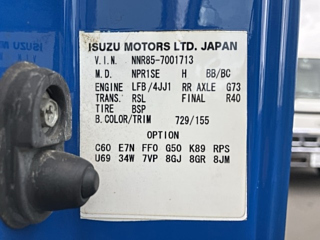 ISUZU MOTORS LTD. JAPAN
V.I.N. NNR85-7001713
M.D. NPR1SE H BB/BC
ENGINE LFB/4JJ1 RR AXLE G73
TRANS. RSL FINAL R40
TIRE BSP
B.COLOR/TRIM 729/155
OPTION
C60 E7N FF0 G50 K89 RPS
U69 34W 7VP 8GJ 8GR 8JM